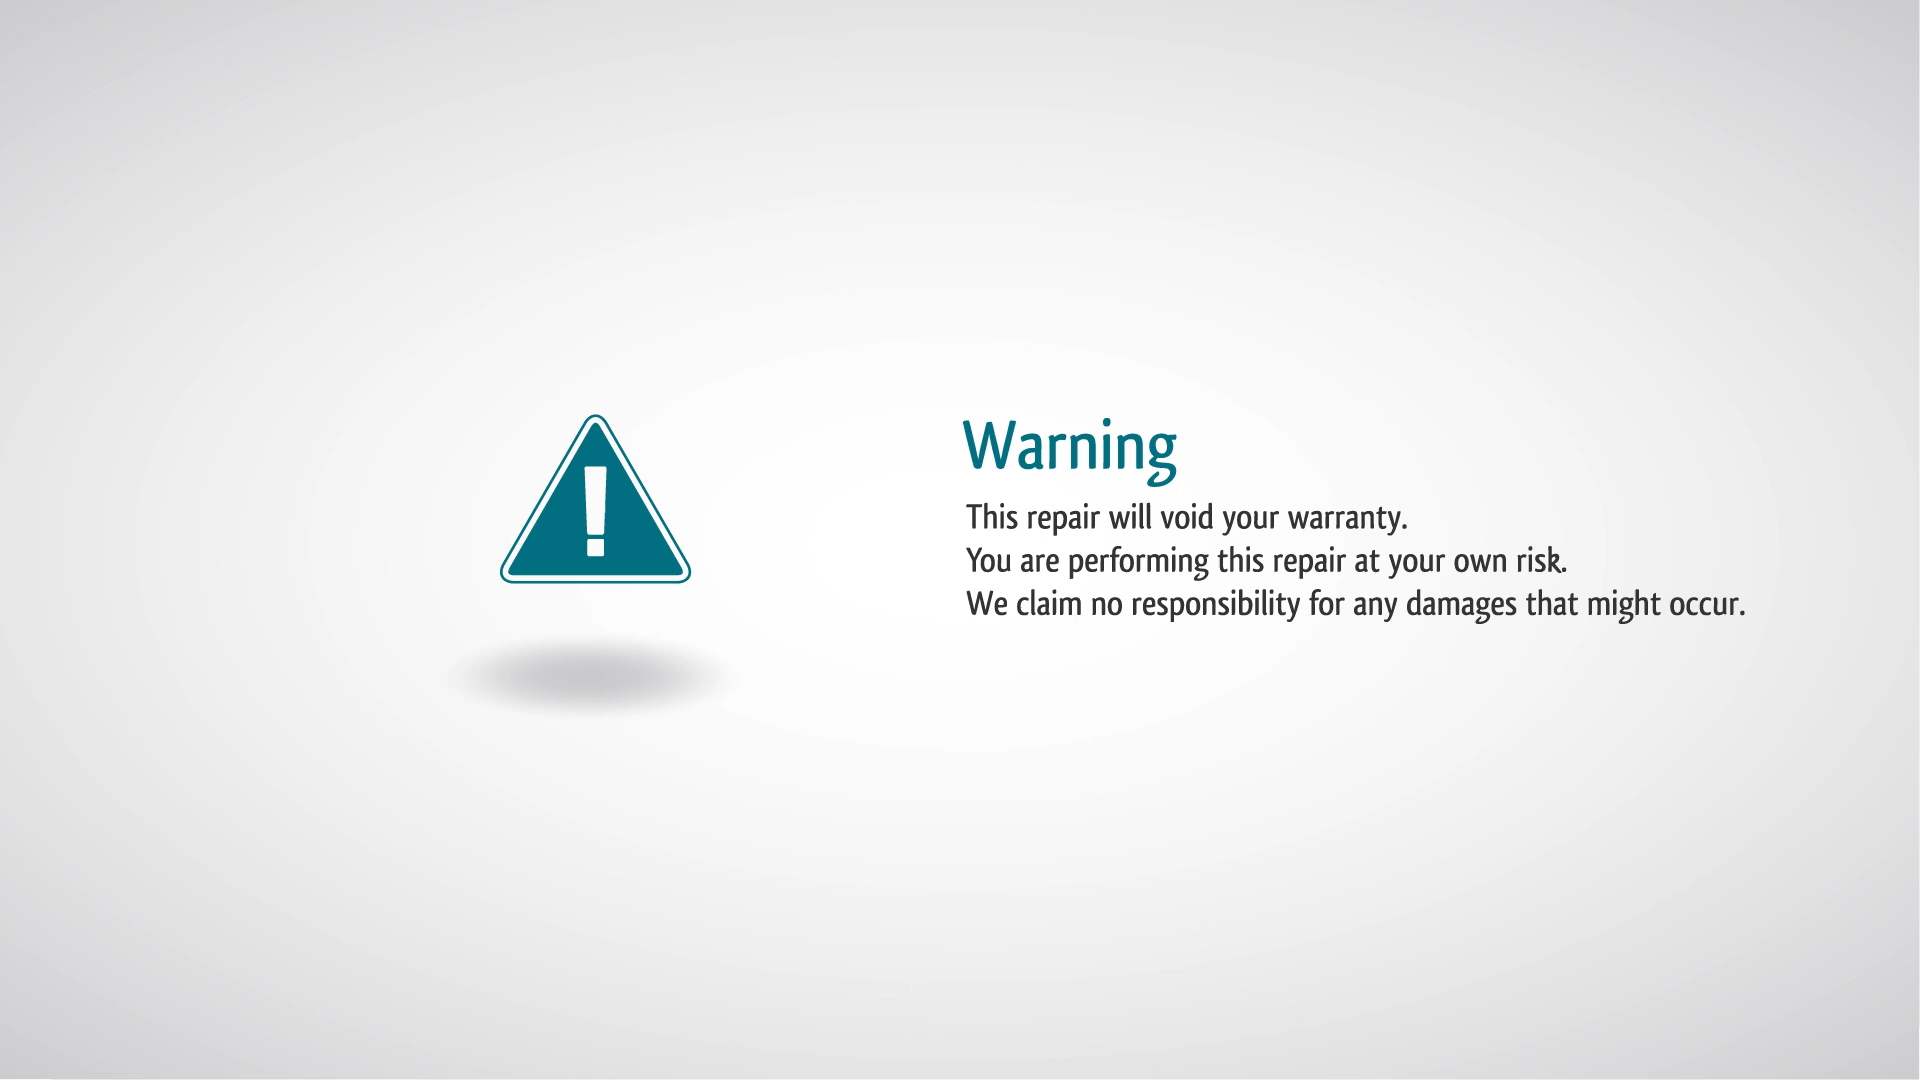 Warning
This repair will void your warranty.
You are performing this repair at your own risk.
We claim no responsibility for any damages that might occur.